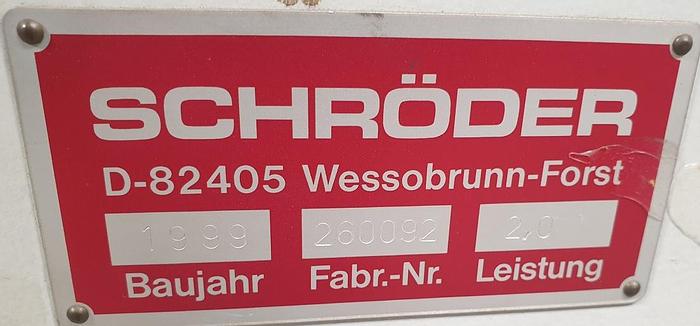 SCHRÖDER
D-82405 Wessobrunn-Forst
1999 260092 2,0
Baujahr Fabr.-Nr. Leistung